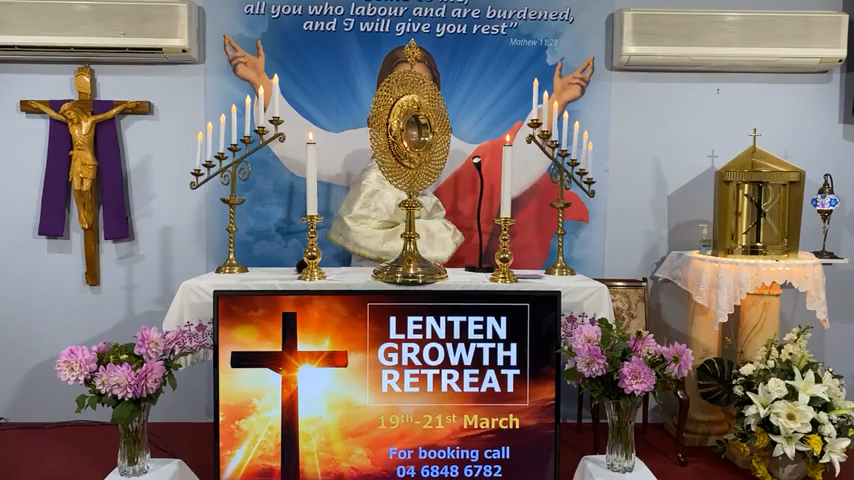 all you who labour and are burdened,
and I will give you rest"
Mathew 11:28
LENTEN
GROWTH
RETREAT
19th-21st March
For booking call
04 6848 6782